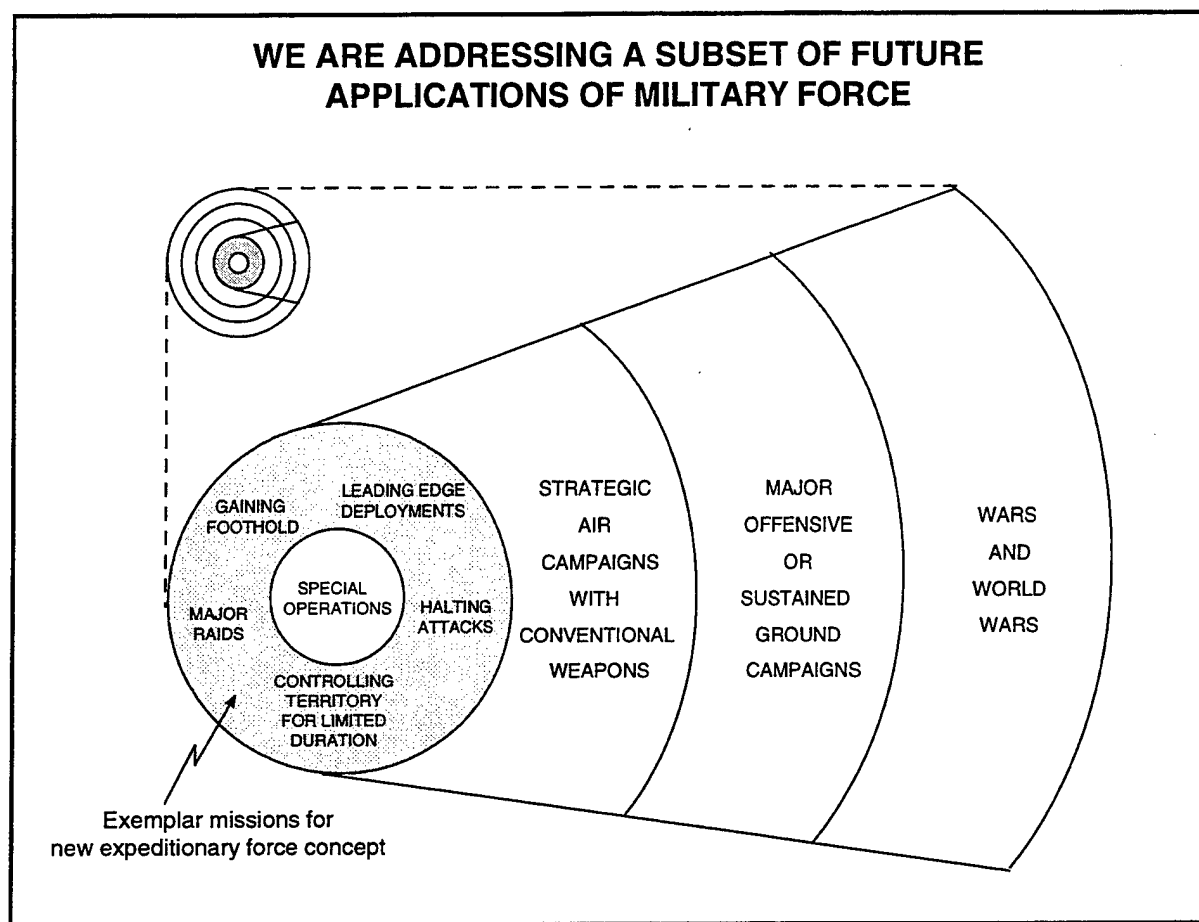 WE ARE ADDRESSING A SUBSET OF FUTURE
APPLICATIONS OF MILITARY FORCE
GAINING
FOOTHOLD
LEADING EDGE
DEPLOYMENTS
SPECIAL
OPERATIONS
MAJOR
RAIDS
HALTING
ATTACKS
CONTROLLING
TERRITORY
FOR LIMITED
DURATION
STRATEGIC
AIR
CAMPAIGNS
WITH
CONVENTIONAL
WEAPONS
MAJOR
OFFENSIVE
OR
SUSTAINED
GROUND
CAMPAIGNS
WARS
AND
WORLD
WARS
Exemplar missions for
new expeditionary force concept